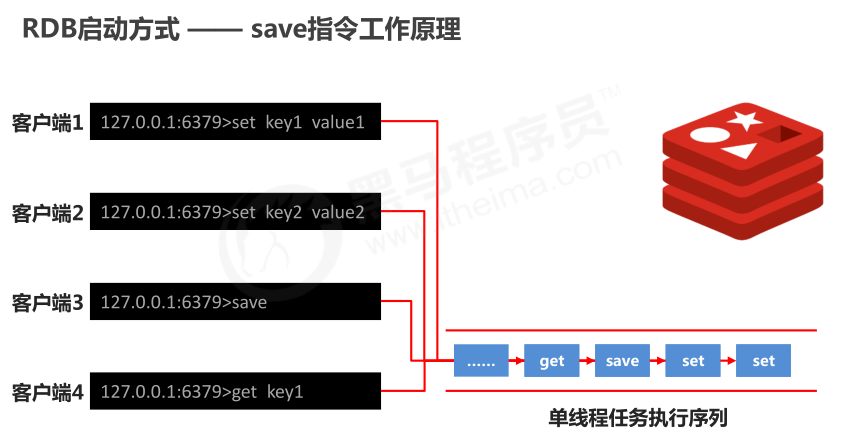 RDB启动方式 —— save指令工作原理
客户端1 127.0.0.1:6379>set key1 value1
客户端2 127.0.0.1:6379>set key2 value2
客户端3 127.0.0.1:6379>save
客户端4 127.0.0.1:6379>get key1
...... get save set set
单线程任务执行序列
黑马程序员™
www.itheima.com